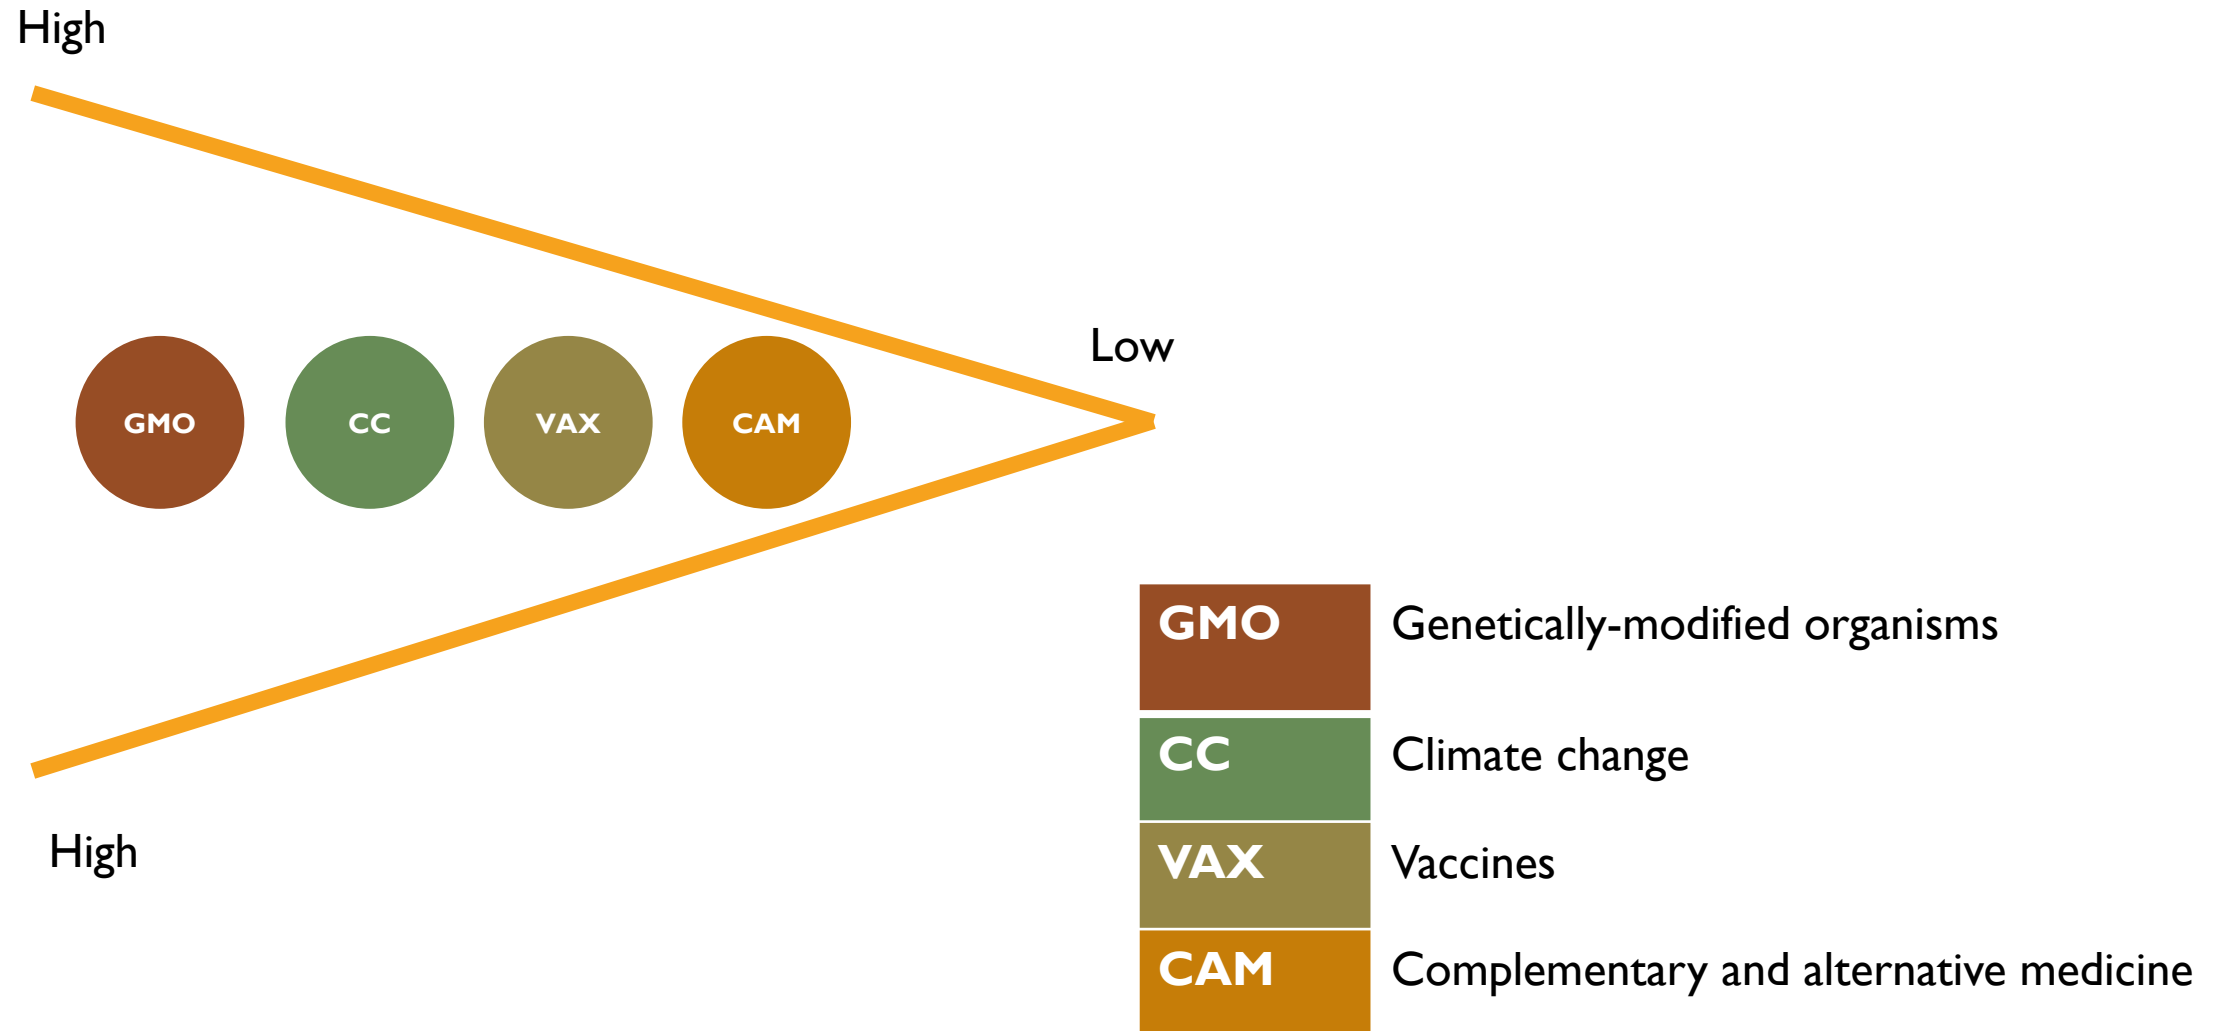 High
Low
GMO
CC
VAX
CAM
High
GMO Genetically-modified organisms
CC Climate change
VAX Vaccines
CAM Complementary and alternative medicine